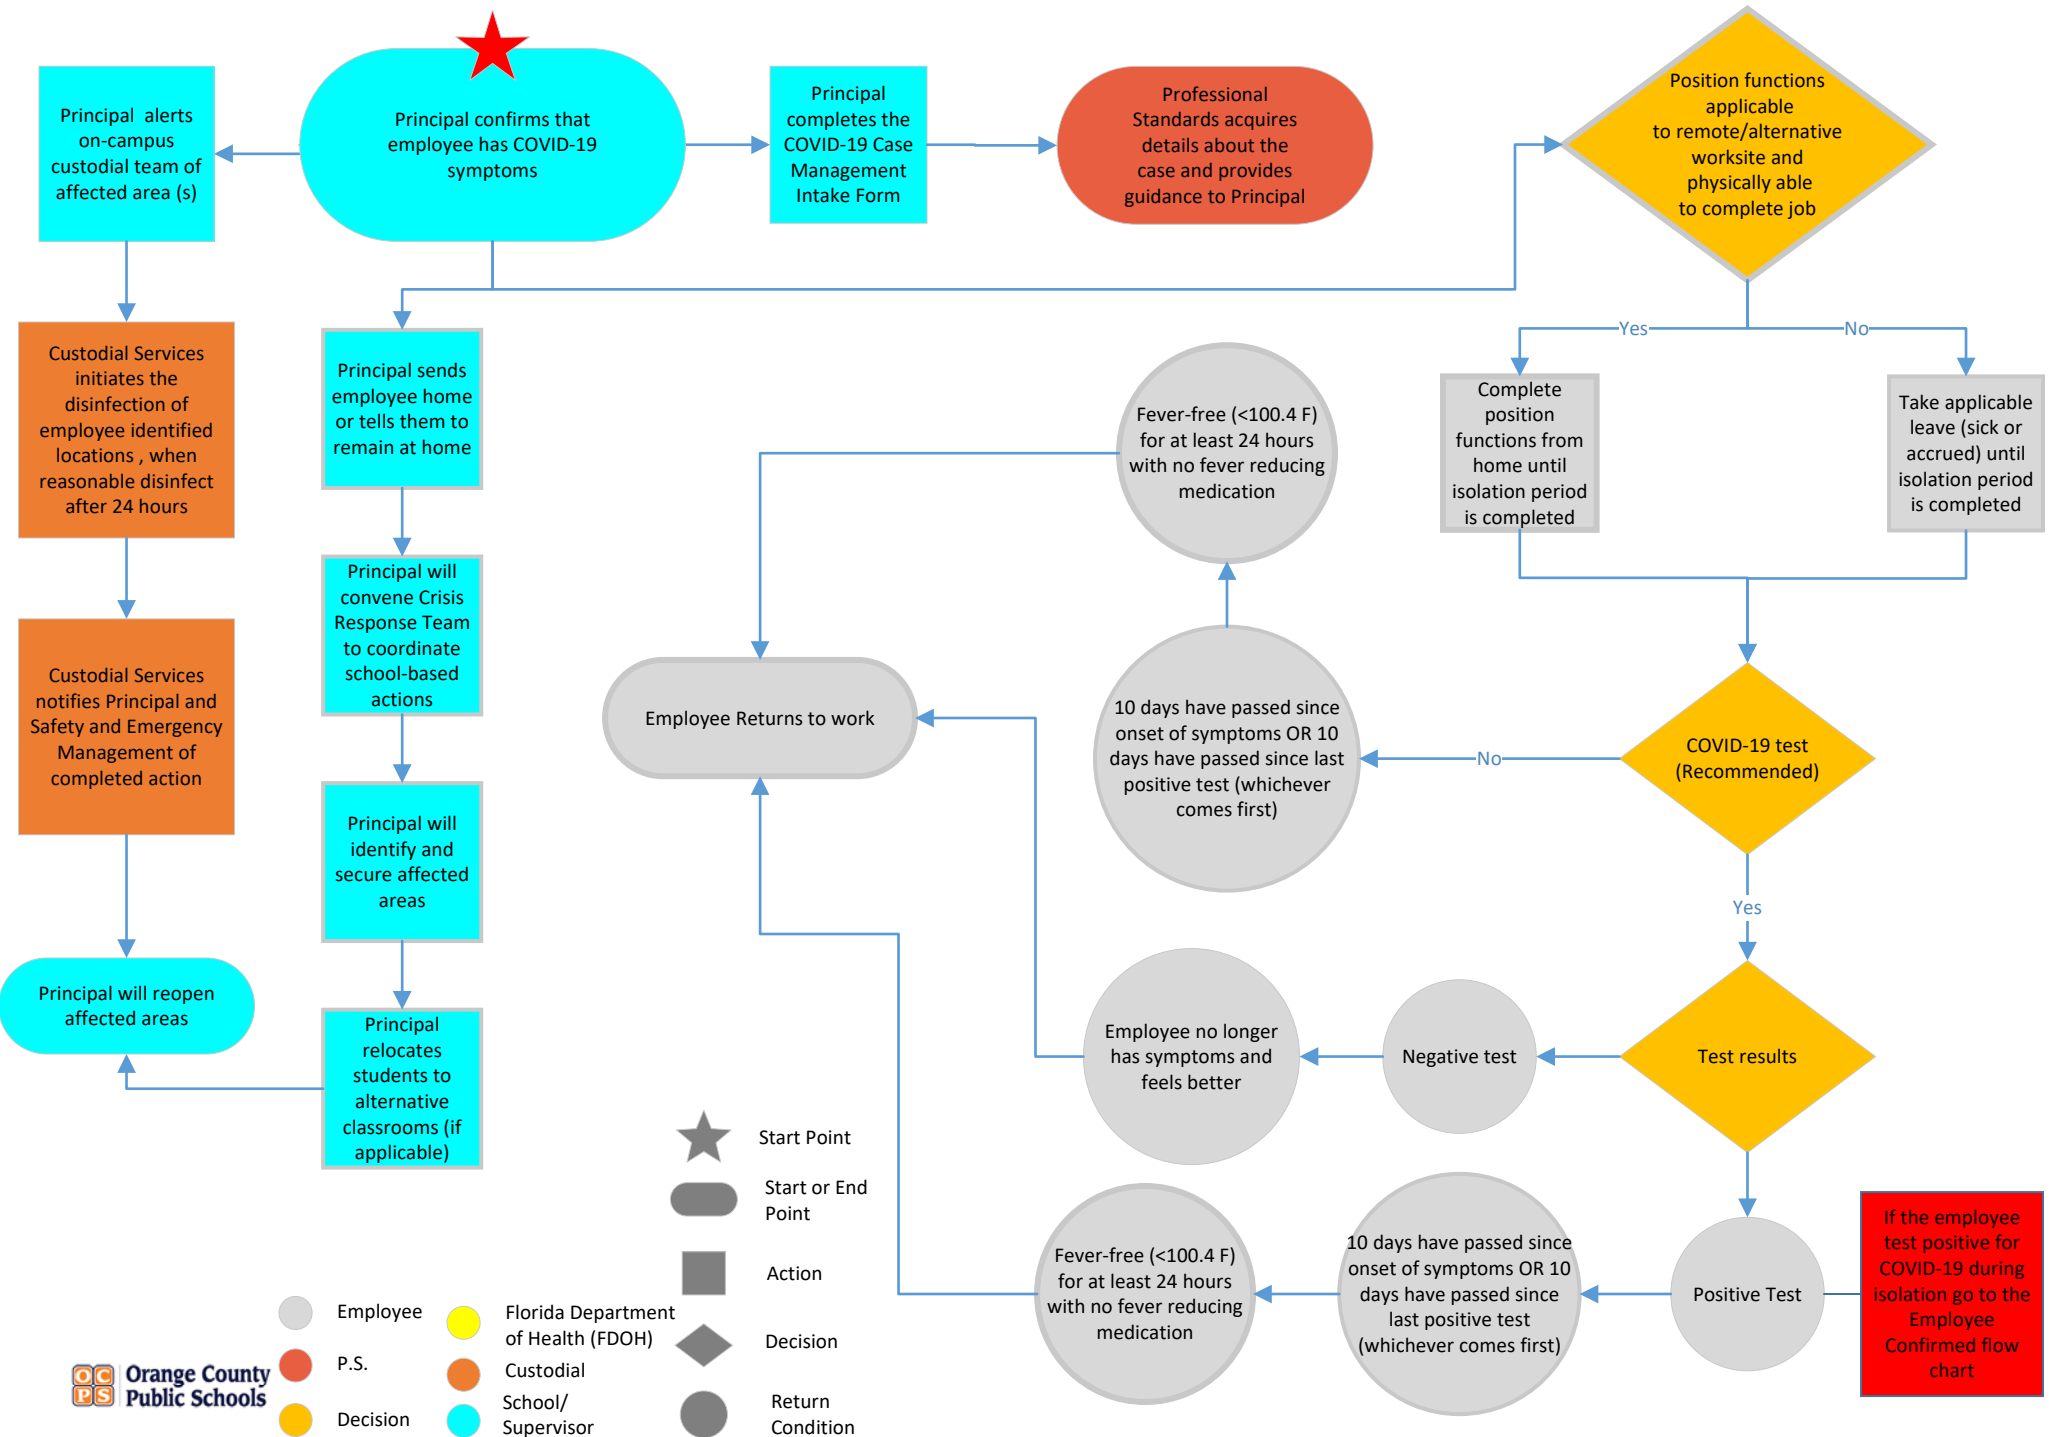 Principal alerts
on-campus
custodial team of
affected area (s)
Principal confirms that
employee has COVID-19
symptoms
Principal
completes the
COVID-19 Case
Management
Intake Form
Professional
Standards acquires
details about the
case and provides
guidance to Principal
Position functions
applicable
to remote/alternative
worksite and
physically able
to complete job
Yes
No
Custodial Services
initiates the
disinfection of
employee identified
locations , when
reasonable disinfect
after 24 hours
Principal sends
employee home
or tells them to
remain at home
Fever-free (<100.4 F)
for at least 24 hours
with no fever reducing
medication
Complete
position
functions from
home until
isolation period
is completed
Take applicable
leave (sick or
accrued) until
isolation period
is completed
Principal will
convene Crisis
Response Team
to coordinate
school-based
actions
Custodial Services
notifies Principal and
Safety and Emergency
Management of
completed action
Employee Returns to work
10 days have passed since
onset of symptoms OR 10
days have passed since last
positive test (whichever
comes first)
No
COVID-19 test
(Recommended)
Principal will
identify and
secure affected
areas
Yes
Principal will reopen
affected areas
Principal
relocates
students to
alternative
classrooms (if
applicable)
Employee no longer
has symptoms and
feels better
Negative test
Test results
Start Point
Start or End
Point
Action
Decision
Return
Condition
Fever-free (<100.4 F)
for at least 24 hours
with no fever reducing
medication
10 days have passed since
onset of symptoms OR 10
days have passed since
last positive test
(whichever comes first)
Positive Test
If the employee
test positive for
COVID-19 during
isolation go to the
Employee
Confirmed flow
chart
Employee
P.S.
Decision
Florida Department
of Health (FDOH)
Custodial
School/
Supervisor
OC
PS
Orange County
Public Schools